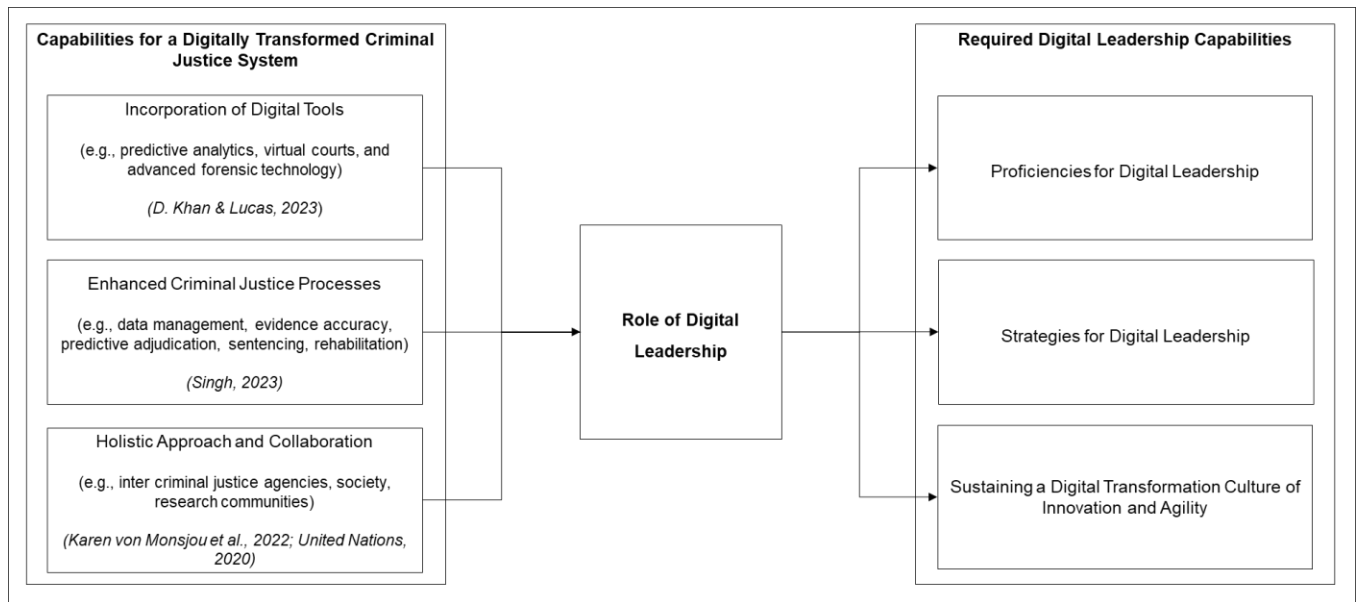 Capabilities for a Digitally Transformed Criminal
Justice System
Incorporation of Digital Tools
(e.g., predictive analytics, virtual courts, and
advanced forensic technology)
(D. Khan & Lucas, 2023)
Enhanced Criminal Justice Processes
(e.g., data management, evidence accuracy,
predictive adjudication, sentencing, rehabilitation)
(Singh, 2023)
Holistic Approach and Collaboration
(e.g., inter criminal justice agencies, society,
research communities)
(Karen von Monsjou et al., 2022; United Nations,
2020)
Role of Digital
Leadership
Required Digital Leadership Capabilities
Proficiencies for Digital Leadership
Strategies for Digital Leadership
Sustaining a Digital Transformation Culture of
Innovation and Agility